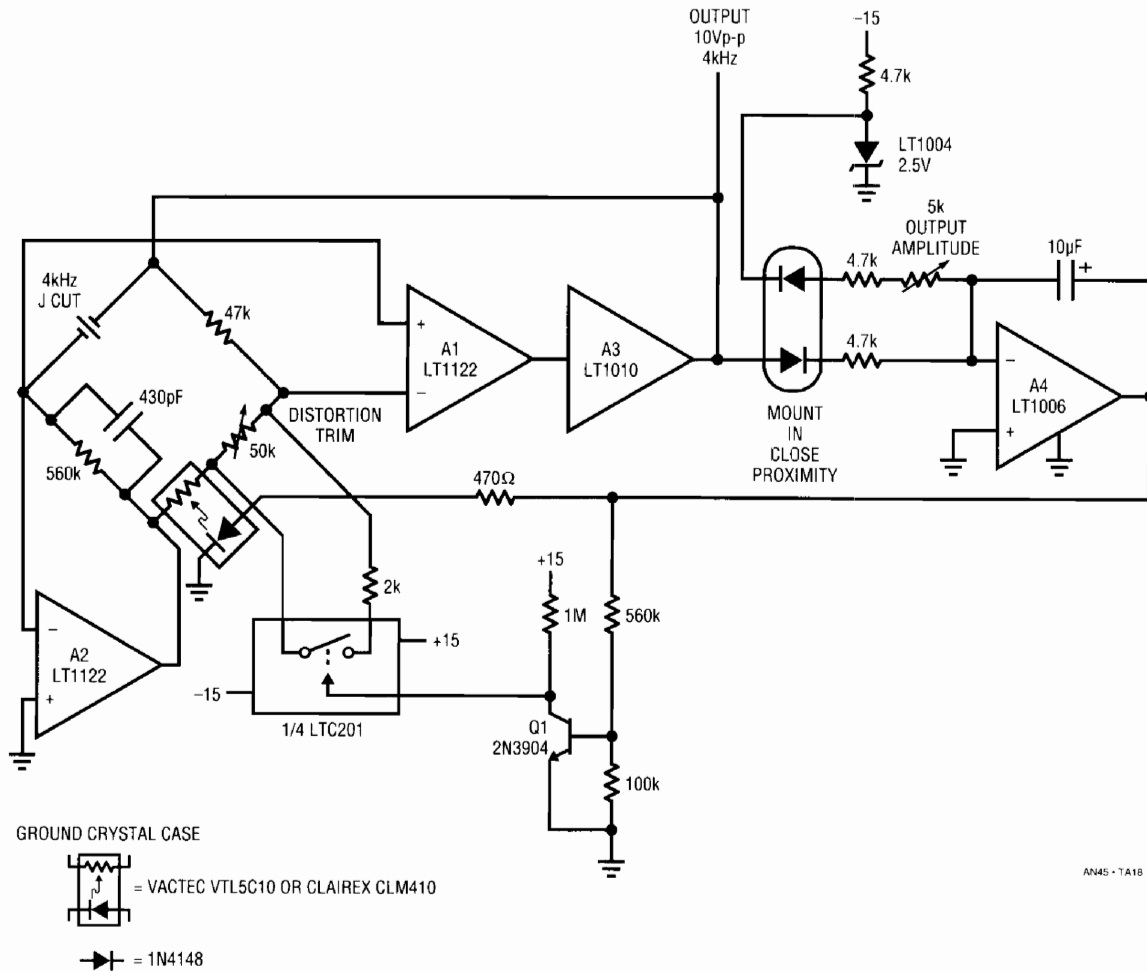 OUTPUT
10Vp-p
4kHz
–15
4.7k
LT1004
2.5V
5k
OUTPUT
AMPLITUDE
10µF
+
4.7k
4kHz
J CUT
47k
+
A1
LT1122
–
A3
LT1010
4.7k
–
A4
LT1006
+
430pF
560k
DISTORTION
TRIM
50k
MOUNT
IN
CLOSE
PROXIMITY
470Ω
+15
1M
560k
2k
–
A2
LT1122
+
+15
–15
1/4 LTC201
Q1
2N3904
100k
GROUND CRYSTAL CASE
= VACTEC VTL5C10 OR CLAIREX CLM410
= 1N4148
AN45 • TA18